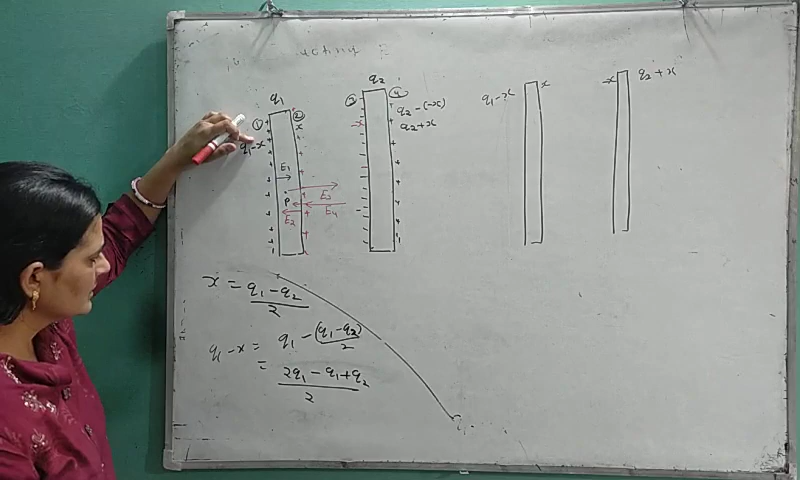 q₁
① ②
q₁-x x
E₁
P E₃
E₂ E₄
q₂
③ ④
-x q₂-(-x)
q₂+x
q₁-x x
-x q₂+x
x = q₁-q₂/2
q₁-x = q₁ - (q₁-q₂)/2
= 2q₁-q₁+q₂/2